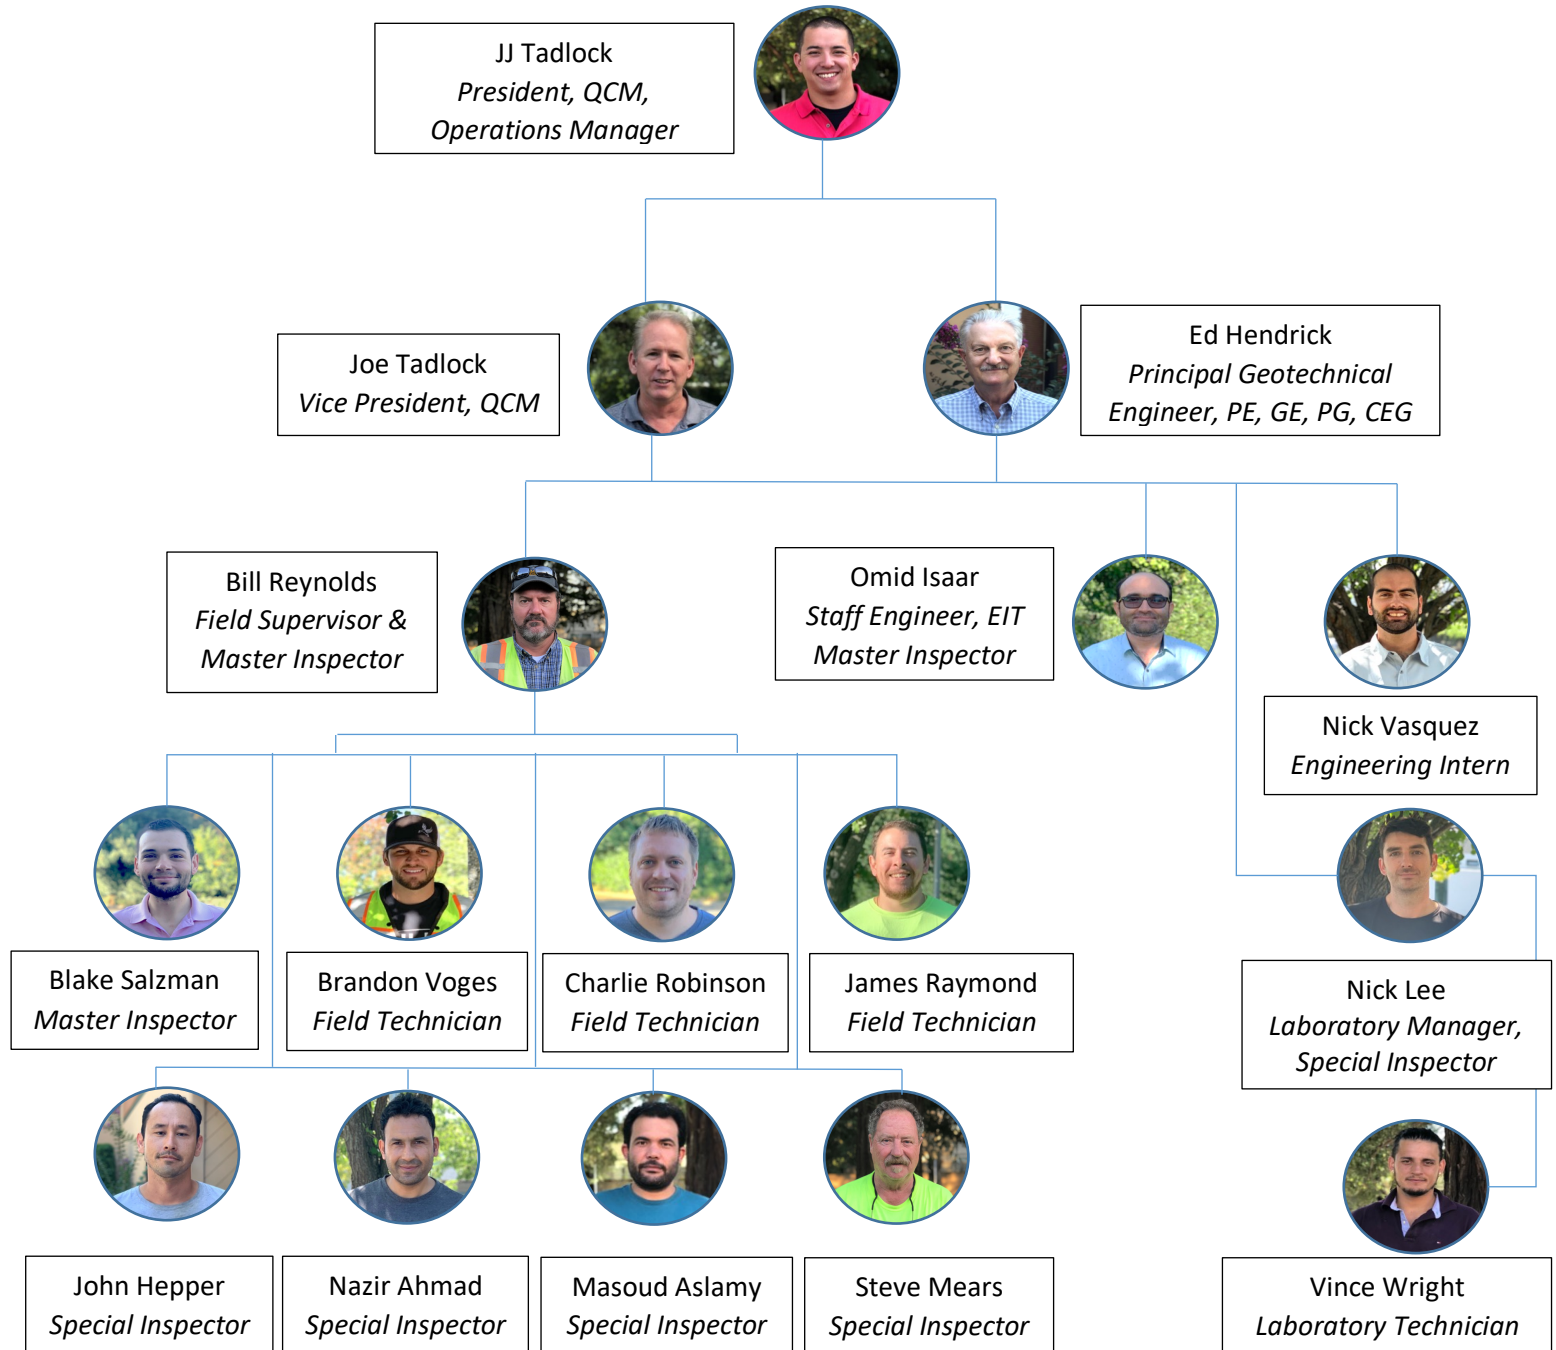 JJ Tadlock
President, QCM,
Operations Manager
Joe Tadlock
Vice President, QCM
Ed Hendrick
Principal Geotechnical
Engineer, PE, GE, PG, CEG
Bill Reynolds
Field Supervisor &
Master Inspector
Omid Isaar
Staff Engineer, EIT
Master Inspector
Nick Vasquez
Engineering Intern
Blake Salzman
Master Inspector
Brandon Voges
Field Technician
Charlie Robinson
Field Technician
James Raymond
Field Technician
Nick Lee
Laboratory Manager,
Special Inspector
John Hepper
Special Inspector
Nazir Ahmad
Special Inspector
Masoud Aslamy
Special Inspector
Steve Mears
Special Inspector
Vince Wright
Laboratory Technician